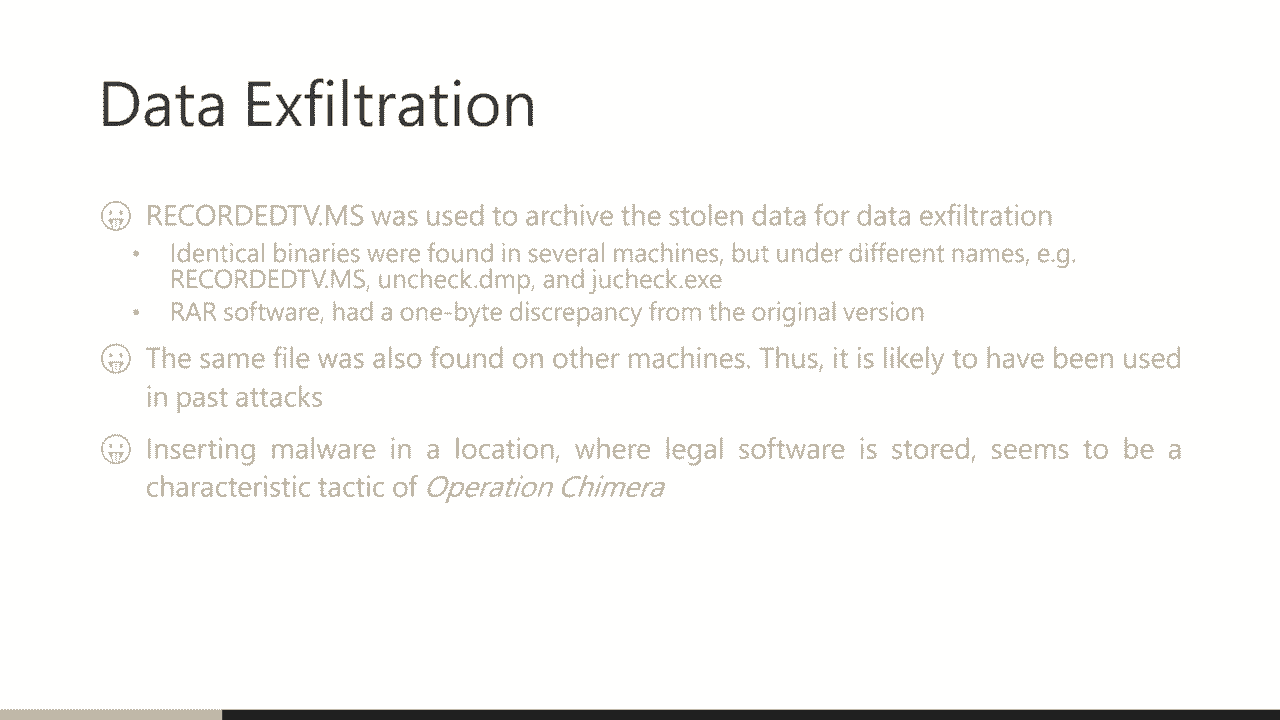 Data Exfiltration
RECORDEDTV.MS was used to archive the stolen data for data exfiltration
• Identical binaries were found in several machines, but under different names, e.g.
RECORDEDTV.MS, uncheck.dmp, and jucheck.exe
• RAR software, had a one-byte discrepancy from the original version
The same file was also found on other machines. Thus, it is likely to have been used
in past attacks
Inserting malware in a location, where legal software is stored, seems to be a
characteristic tactic of Operation Chimera